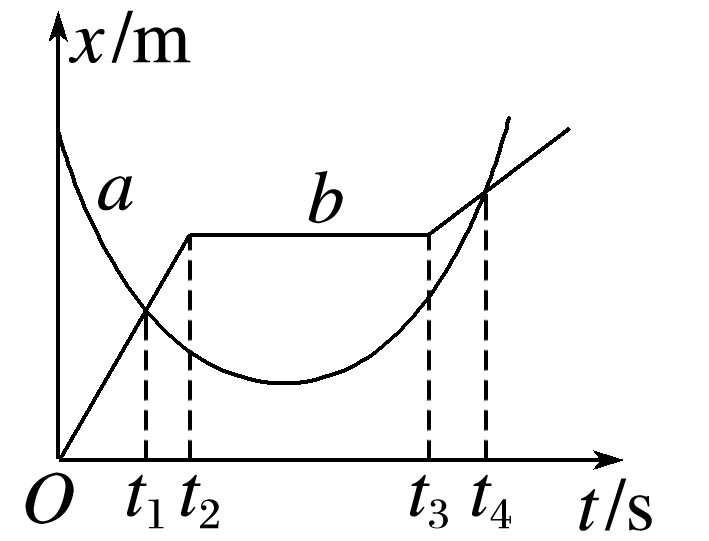 x/m
a
b
O
t₁
t₂
t₃
t₄
t/s